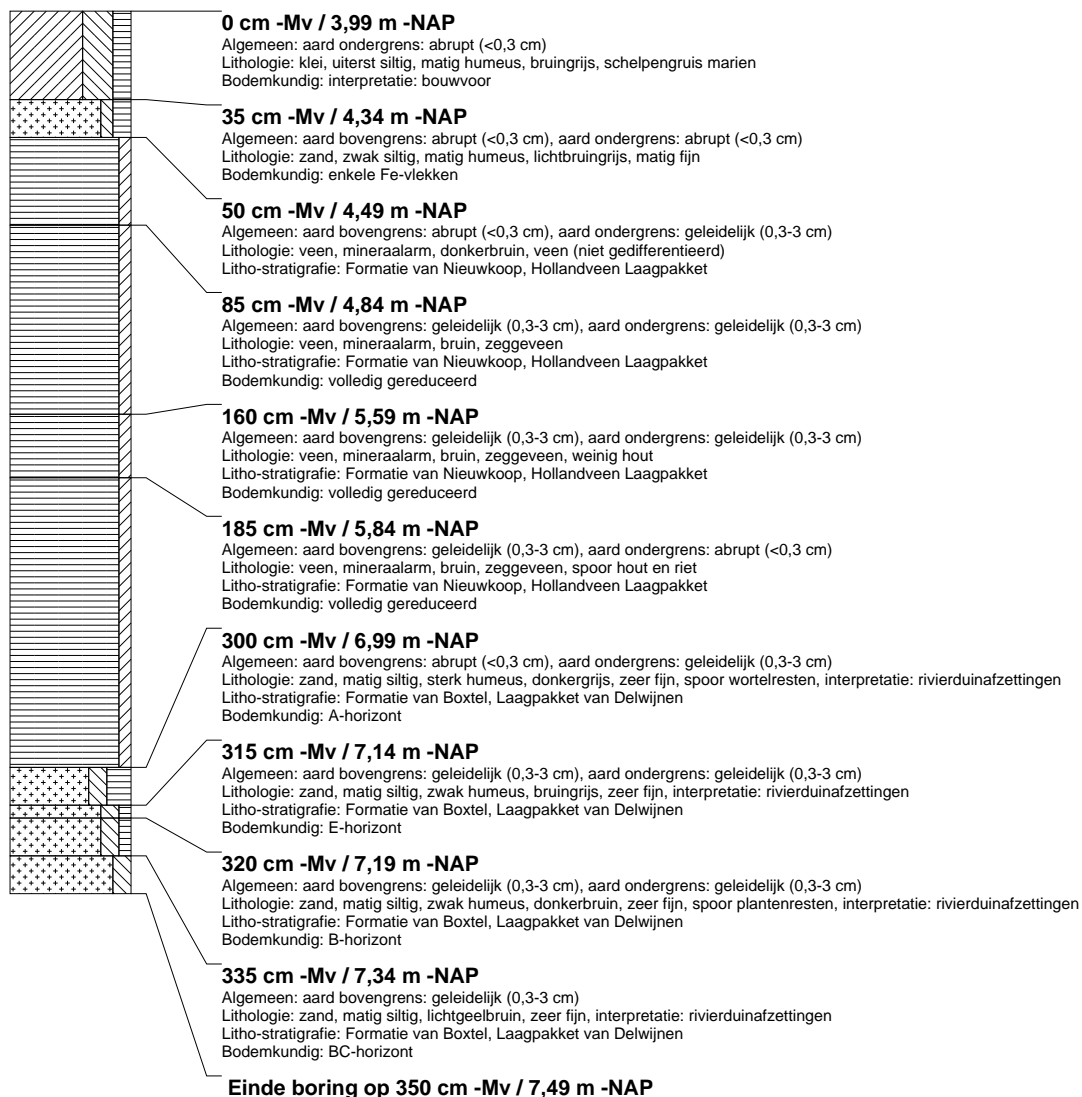 0 cm -Mv / 3,99 m -NAP
Algemeen: aard ondergrens: abrupt (<0,3 cm)
Lithologie: klei, uiterst siltig, matig humeus, bruingrijs, schelpengruis marien
Bodemkundig: interpretatie: bouwvoor
35 cm -Mv / 4,34 m -NAP
Algemeen: aard bovengrens: abrupt (<0,3 cm), aard ondergrens: abrupt (<0,3 cm)
Lithologie: zand, zwak siltig, matig humeus, lichtbruingrijs, matig fijn
Bodemkundig: enkele Fe-vlekken
50 cm -Mv / 4,49 m -NAP
Algemeen: aard bovengrens: abrupt (<0,3 cm), aard ondergrens: geleidelijk (0,3-3 cm)
Lithologie: veen, mineraalarm, donkerbruin, veen (niet gedifferentieerd)
Litho-stratigrafie: Formatie van Nieuwkoop, Hollandveen Laagpakket
85 cm -Mv / 4,84 m -NAP
Algemeen: aard bovengrens: geleidelijk (0,3-3 cm), aard ondergrens: geleidelijk (0,3-3 cm)
Lithologie: veen, mineraalarm, bruin, zeggeveen
Litho-stratigrafie: Formatie van Nieuwkoop, Hollandveen Laagpakket
Bodemkundig: volledig gereduceerd
160 cm -Mv / 5,59 m -NAP
Algemeen: aard bovengrens: geleidelijk (0,3-3 cm), aard ondergrens: geleidelijk (0,3-3 cm)
Lithologie: veen, mineraalarm, bruin, zeggeveen, weinig hout
Litho-stratigrafie: Formatie van Nieuwkoop, Hollandveen Laagpakket
Bodemkundig: volledig gereduceerd
185 cm -Mv / 5,84 m -NAP
Algemeen: aard bovengrens: geleidelijk (0,3-3 cm), aard ondergrens: abrupt (<0,3 cm)
Lithologie: veen, mineraalarm, bruin, zeggeveen, spoor hout en riet
Litho-stratigrafie: Formatie van Nieuwkoop, Hollandveen Laagpakket
Bodemkundig: volledig gereduceerd
300 cm -Mv / 6,99 m -NAP
Algemeen: aard bovengrens: abrupt (<0,3 cm), aard ondergrens: geleidelijk (0,3-3 cm)
Lithologie: zand, matig siltig, sterk humeus, donkergrijs, zeer fijn, spoor wortelresten, interpretatie: rivierduinafzettingen
Litho-stratigrafie: Formatie van Boxtel, Laagpakket van Delwijnen
Bodemkundig: A-horizont
315 cm -Mv / 7,14 m -NAP
Algemeen: aard bovengrens: geleidelijk (0,3-3 cm), aard ondergrens: geleidelijk (0,3-3 cm)
Lithologie: zand, matig siltig, zwak humeus, bruingrijs, zeer fijn, interpretatie: rivierduinafzettingen
Litho-stratigrafie: Formatie van Boxtel, Laagpakket van Delwijnen
Bodemkundig: E-horizont
320 cm -Mv / 7,19 m -NAP
Algemeen: aard bovengrens: geleidelijk (0,3-3 cm), aard ondergrens: geleidelijk (0,3-3 cm)
Lithologie: zand, matig siltig, zwak humeus, donkerbruin, zeer fijn, spoor plantenresten, interpretatie: rivierduinafzettingen
Litho-stratigrafie: Formatie van Boxtel, Laagpakket van Delwijnen
Bodemkundig: B-horizont
335 cm -Mv / 7,34 m -NAP
Algemeen: aard bovengrens: geleidelijk (0,3-3 cm)
Lithologie: zand, matig siltig, lichtgeelbruin, zeer fijn, interpretatie: rivierduinafzettingen
Litho-stratigrafie: Formatie van Boxtel, Laagpakket van Delwijnen
Bodemkundig: BC-horizont
Einde boring op 350 cm -Mv / 7,49 m -NAP